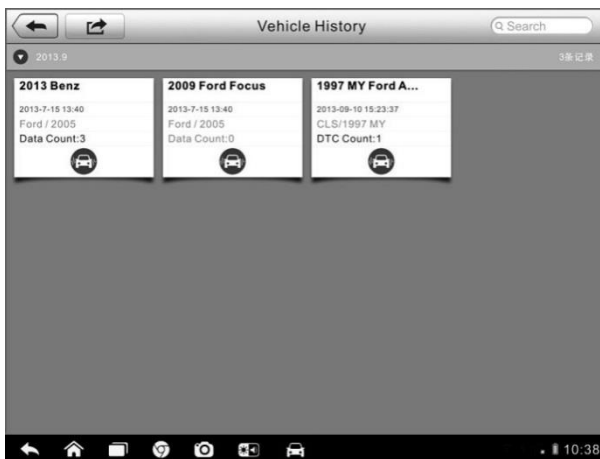 Vehicle History
Search
2013.9
3条记录
2013 Benz
2013-7-15 13:40
Ford / 2005
Data Count:3
2009 Ford Focus
2013-7-15 13:40
Ford / 2005
Data Count:0
1997 MY Ford A...
2013-09-10 15:23:37
CLS/1997 MY
DTC Count:1
10:38